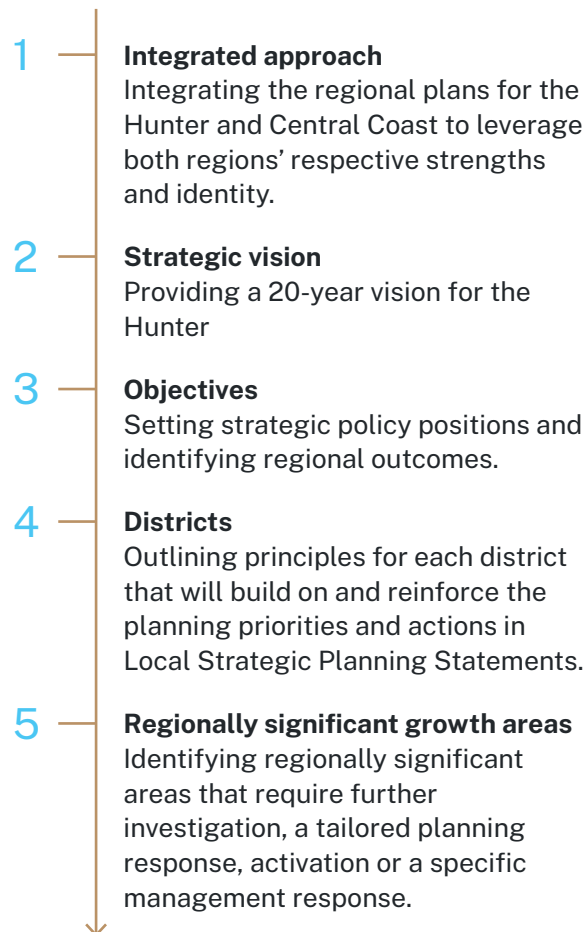 1
Integrated approach
Integrating the regional plans for the
Hunter and Central Coast to leverage
both regions’ respective strengths
and identity.
2
Strategic vision
Providing a 20-year vision for the
Hunter
3
Objectives
Setting strategic policy positions and
identifying regional outcomes.
4
Districts
Outlining principles for each district
that will build on and reinforce the
planning priorities and actions in
Local Strategic Planning Statements.
5
Regionally significant growth areas
Identifying regionally significant
areas that require further
investigation, a tailored planning
response, activation or a specific
management response.